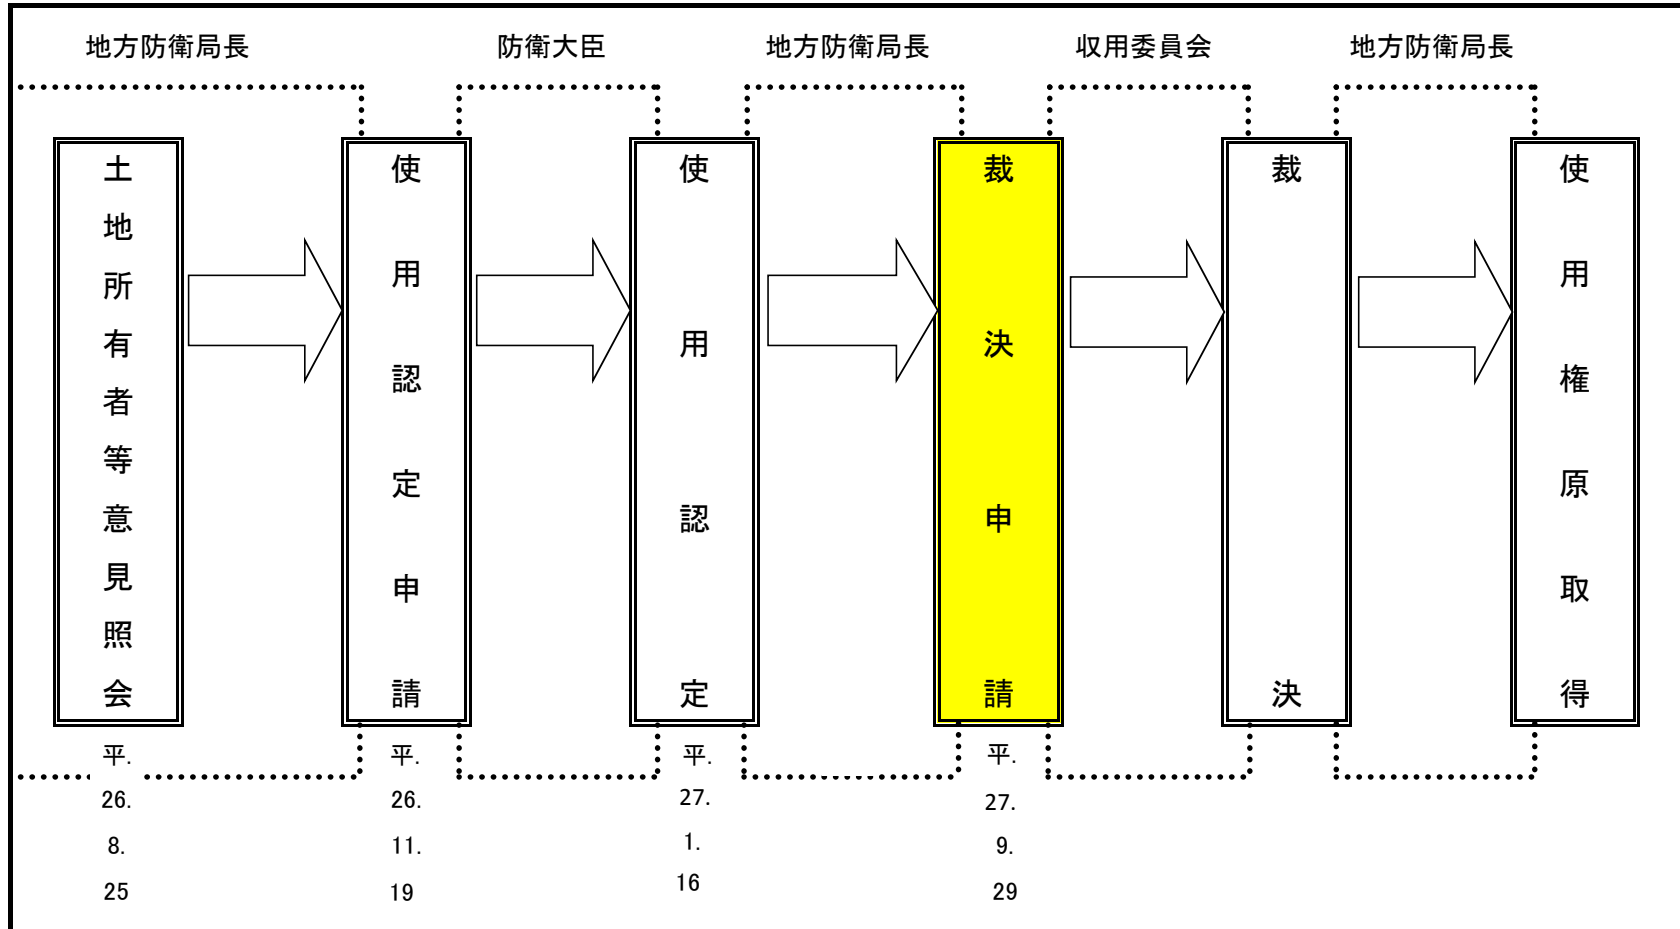 地方防衛局長
防衛大臣
地方防衛局長
収用委員会
地方防衛局長
土地所有者等意見照会
使用認定申請
使用認定
裁決申請
裁決
使用権原取得
平.
26.
8.
25
平.
26.
11.
19
平.
27.
1.
16
平.
27.
9.
29